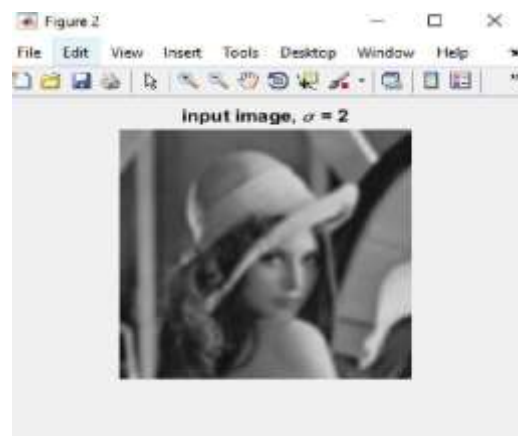 Figure 2
File Edit View Insert Tools Desktop Window Help
input image, σ = 2